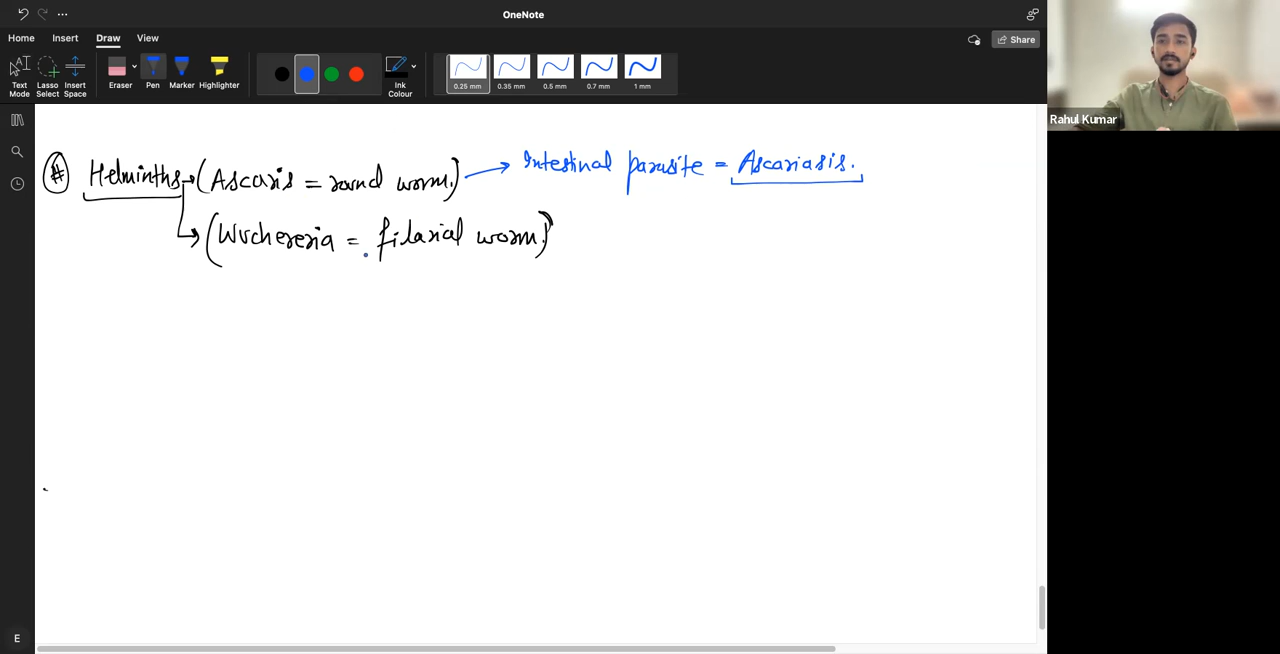 OneNote
Home Insert Draw View
Share
Text Mode
Lasso Select
Insert Space
Eraser
Pen
Marker
Highlighter
Ink Colour
0.25 mm
0.35 mm
0.5 mm
0.7 mm
1 mm
Rahul Kumar
# Helminths → (Ascaris = round worm.) → Intestinal parasite = Ascariasis.
→ (Wuchereria = filarial worm.)
E